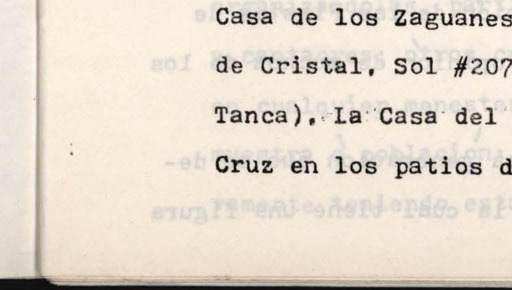 Casa de los Zaguanes
de Cristal, Sol #207
Tanca), La Casa del
Cruz en los patios d